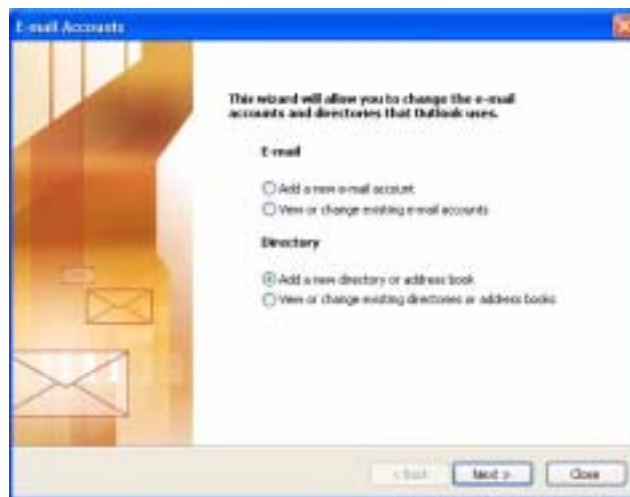 E-mail Accounts
This wizard will allow you to change the e-mail
accounts and directories that Outlook uses.
E-mail
Add a new e-mail account
View or change existing e-mail accounts
Directory
Add a new directory or address book
View or change existing directories or address books
< Back
Next >
Close